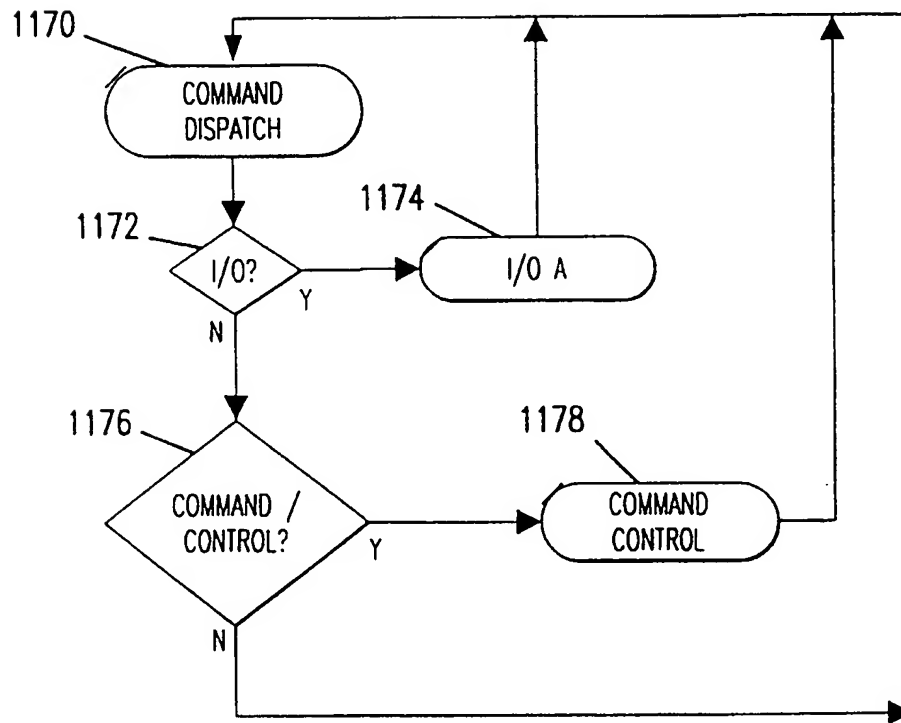 1170
COMMAND
DISPATCH
1174
1172
I/O?
I/O A
Y
N
1176
1178
COMMAND /
CONTROL?
COMMAND
CONTROL
Y
N